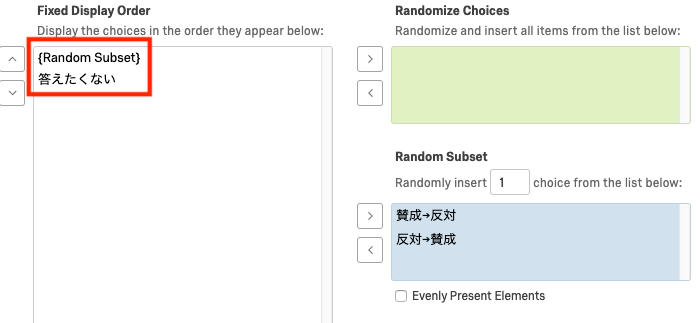 Fixed Display Order
Display the choices in the order they appear below:
{Random Subset}
答えたくない
Randomize Choices
Randomize and insert all items from the list below:
Random Subset
Randomly insert 1 choice from the list below:
賛成→反対
反対→賛成
Evenly Present Elements